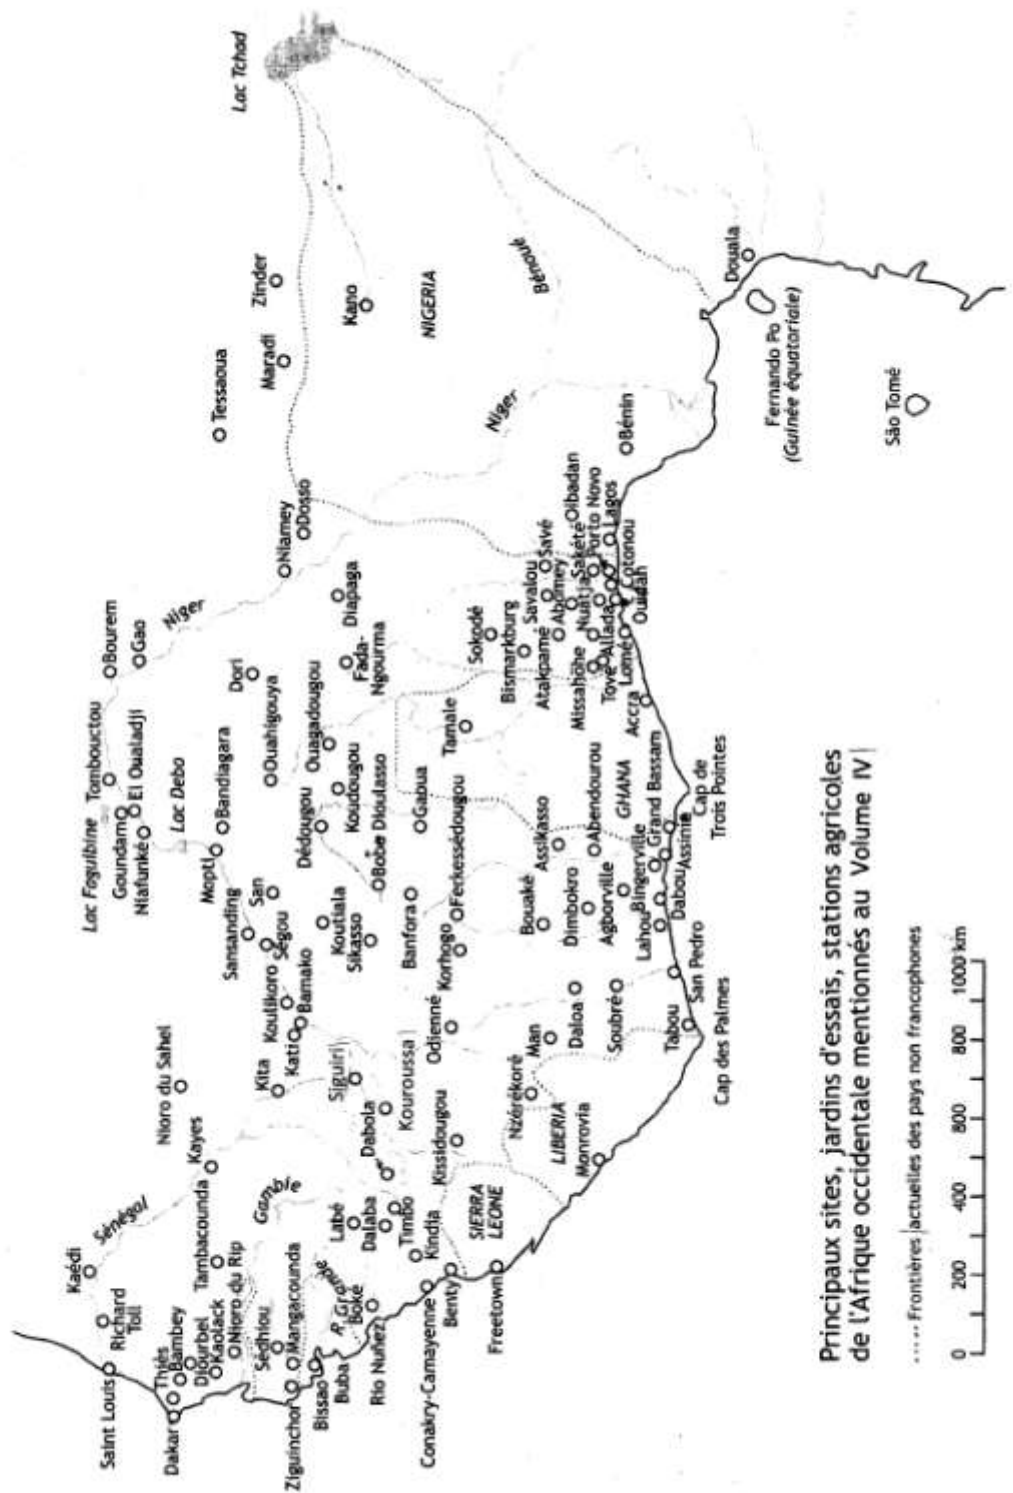 Lac Tchad
Zinder
Tessaoua
Maradi
Kano
NIGERIA
Bénoué
Douala
Fernando Po
(Guinée équatoriale)
São Tomé
Niger
Bénin
Niamey
Dosso
Niger
Bourem
Gao
Diapaga
Dori
Fada-
Ngourma
Ouagadougou
Ouahigouya
Tombouctou
El Oualadji
Lac Faguibine
Goundam
Niafunké
Lac Debo
Bandiagara
Mopti
Dédougou
Koudougou
Bobo Dioulasso
Gaoua
Tamale
Sokodé
Bismarkburg
Atakpamé
Savalou
Savé
Abomey
Nuatja
Sakété
Oibadan
Porto Novo
Lagos
Cotonou
Ouidah
Allada
Missahöhe
Tové
Lomé
Accra
Abendourou
GHANA
Assikasso
Grand Bassam
Cap de
Trois Pointes
Assinie
Bingerville
Dabou
Agborville
Lahou
Dimbokro
Bouaké
Ferkessédougou
Korhogo
Banfora
Sikasso
Koutiala
San
Sansanding
Ségou
Koulikoro
Bamako
Kati
Kita
Nioro du Sahel
Siguiri
Kouroussa
Odienné
Man
Daloa
Soubré
San Pedro
Tabou
Cap des Palmes
Nzérékoré
LIBERIA
Monrovia
Kissidougou
Dabola
SIERRA
LEONE
Freetown
Benty
Kindia
Conakry-Camayenne
Timbo
Dalaba
Labé
Boké
Rio Nuñez
R. Grande
Buba
Bissao
Ziguinchor
Mangacounda
Sédhiou
Gambie
Nioro du Rip
Tambacounda
Kayes
Sénégal
Kaédi
Richard
Toll
Saint Louis
Thiès
Bambey
Diourbel
Kaolack
Dakar
Principaux sites, jardins d'essais, stations agricoles
de l'Afrique occidentale mentionnés au Volume IV
..... Frontières actuelles des pays non francophones
0 200 400 600 800 1000 km